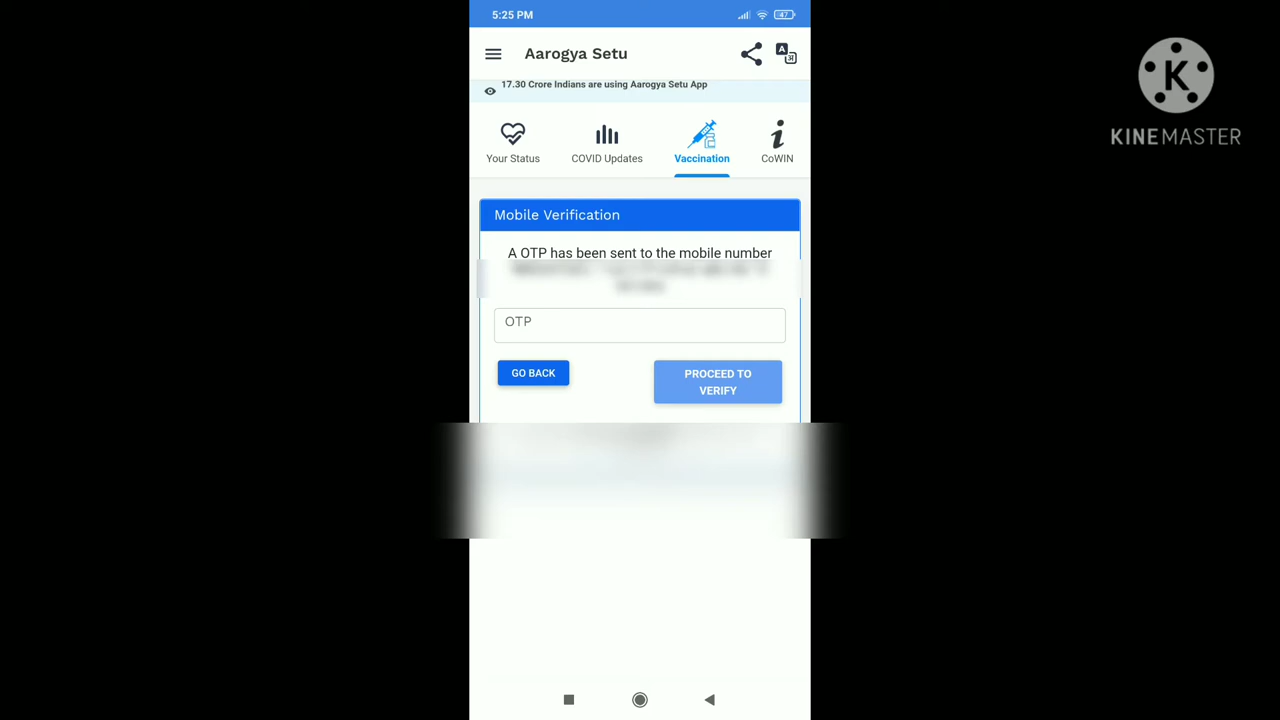 5:25 PM
47
Aarogya Setu
17.30 Crore Indians are using Aarogya Setu App
Your Status
COVID Updates
Vaccination
CoWIN
Mobile Verification
A OTP has been sent to the mobile number
OTP
GO BACK
PROCEED TO
VERIFY
K
KINEMASTER